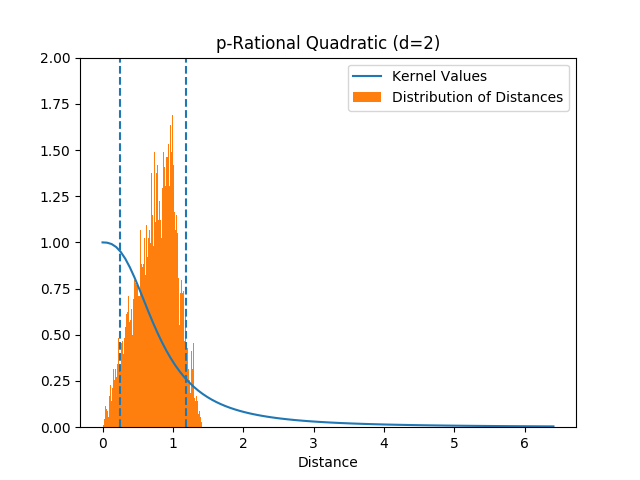 p-Rational Quadratic (d=2)
2.00
1.75
1.50
1.25
1.00
0.75
0.50
0.25
0.00
Kernel Values
Distribution of Distances
0 1 2 3 4 5 6
Distance